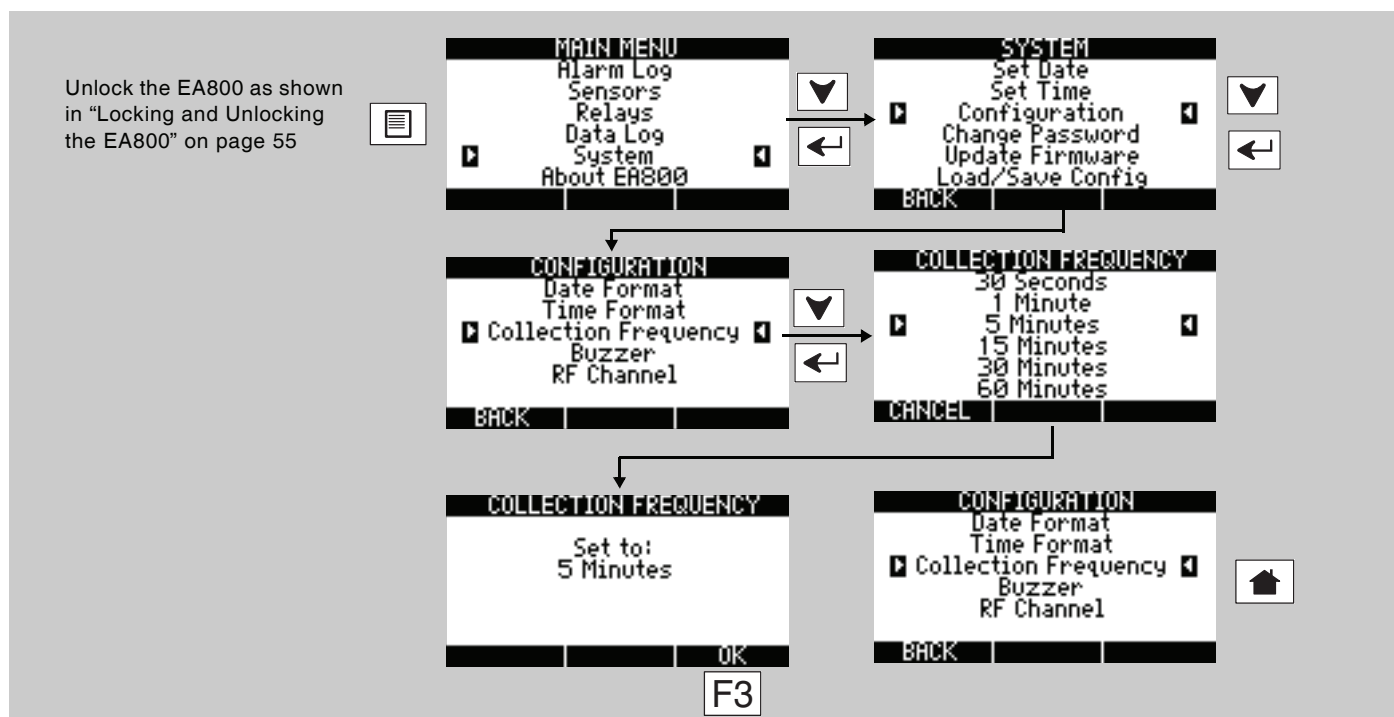 Unlock the EA800 as shown
in “Locking and Unlocking
the EA800” on page 55
MAIN MENU
Alarm Log
Sensors
Relays
Data Log
System
About EA800
SYSTEM
Set Date
Set Time
Configuration
Change Password
Update Firmware
Load/Save Config
BACK
CONFIGURATION
Date Format
Time Format
Collection Frequency
Buzzer
RF Channel
BACK
COLLECTION FREQUENCY
30 Seconds
1 Minute
5 Minutes
15 Minutes
30 Minutes
60 Minutes
CANCEL
COLLECTION FREQUENCY
Set to:
5 Minutes
OK
F3
CONFIGURATION
Date Format
Time Format
Collection Frequency
Buzzer
RF Channel
BACK